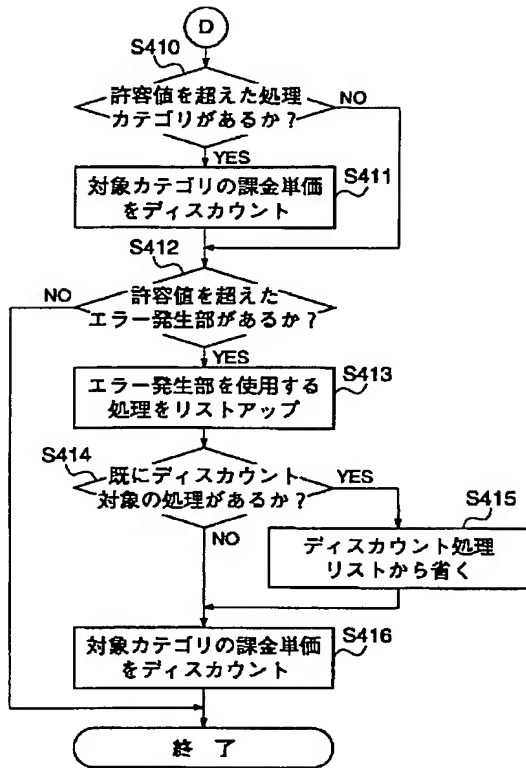 D
S410
許容値を超えた処理
カテゴリがあるか？
NO
YES
S411
対象カテゴリの課金単価
をディスカウント
S412
NO
許容値を超えた
エラー発生部があるか？
YES
S413
エラー発生部を使用する
処理をリストアップ
S414
既にディスカウント
対象の処理があるか？
YES
NO
S415
ディスカウント処理
リストから省く
S416
対象カテゴリの課金単価
をディスカウント
終 了